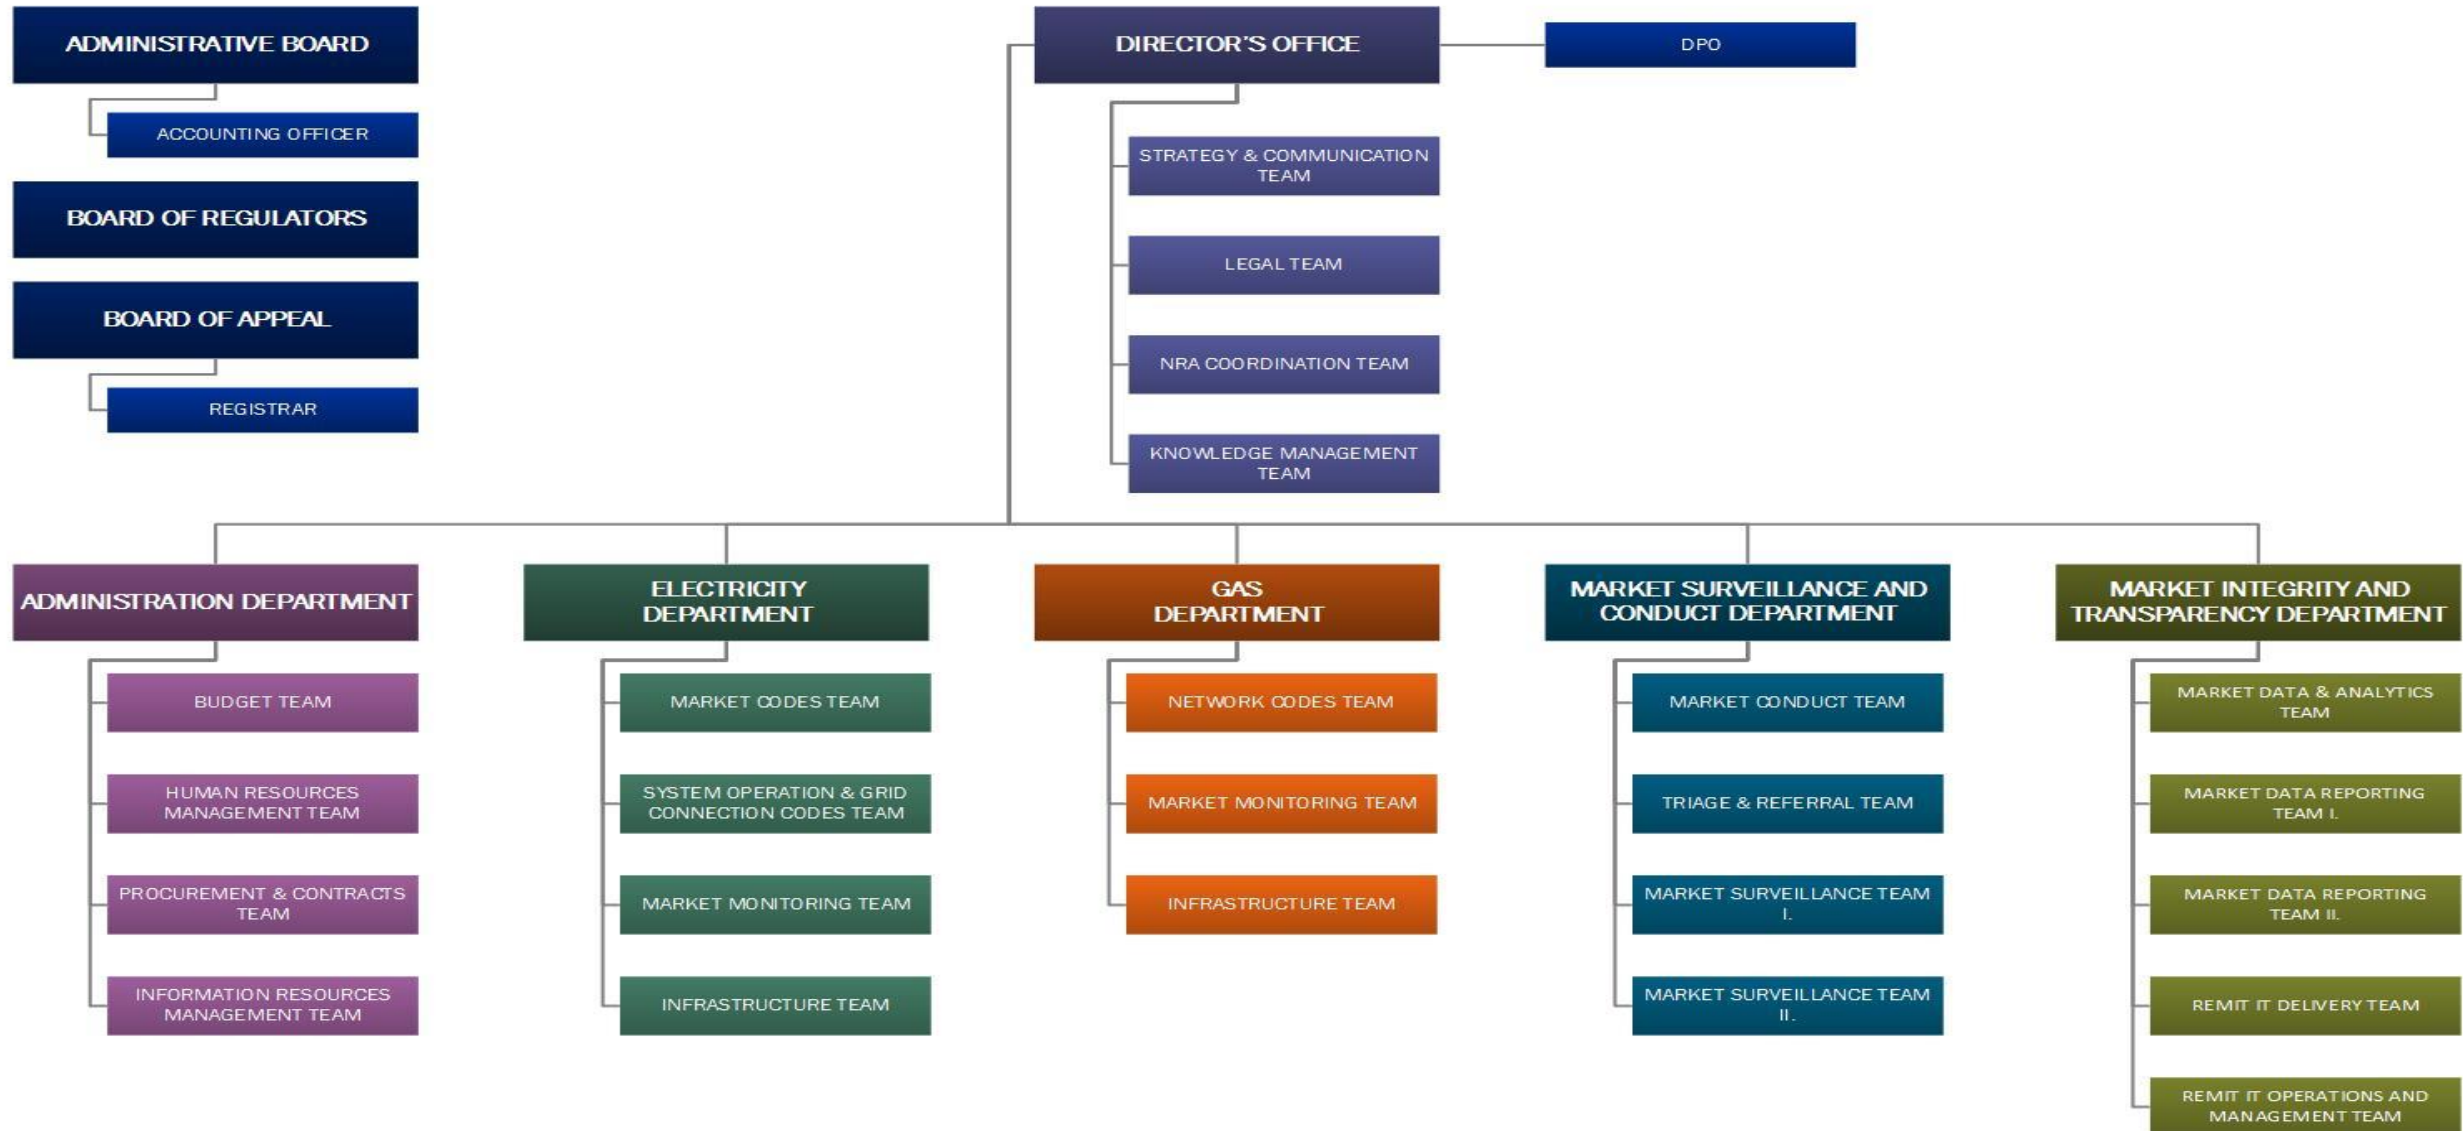 ADMINISTRATIVE BOARD
ACCOUNTING OFFICER
BOARD OF REGULATORS
BOARD OF APPEAL
REGISTRAR
DIRECTOR'S OFFICE
DPO
STRATEGY & COMMUNICATION
TEAM
LEGAL TEAM
NRA COORDINATION TEAM
KNOWLEDGE MANAGEMENT
TEAM
ADMINISTRATION DEPARTMENT
BUDGET TEAM
HUMAN RESOURCES
MANAGEMENT TEAM
PROCUREMENT & CONTRACTS
TEAM
INFORMATION RESOURCES
MANAGEMENT TEAM
ELECTRICITY
DEPARTMENT
MARKET CODES TEAM
SYSTEM OPERATION & GRID
CONNECTION CODES TEAM
MARKET MONITORING TEAM
INFRASTRUCTURE TEAM
GAS
DEPARTMENT
NETWORK CODES TEAM
MARKET MONITORING TEAM
INFRASTRUCTURE TEAM
MARKET SURVEILLANCE AND
CONDUCT DEPARTMENT
MARKET CONDUCT TEAM
TRIAGE & REFERRAL TEAM
MARKET SURVEILLANCE TEAM
I.
MARKET SURVEILLANCE TEAM
II.
MARKET INTEGRITY AND
TRANSPARENCY DEPARTMENT
MARKET DATA & ANALYTICS
TEAM
MARKET DATA REPORTING
TEAM I.
MARKET DATA REPORTING
TEAM II.
REMIT IT DELIVERY TEAM
REMIT IT OPERATIONS AND
MANAGEMENT TEAM